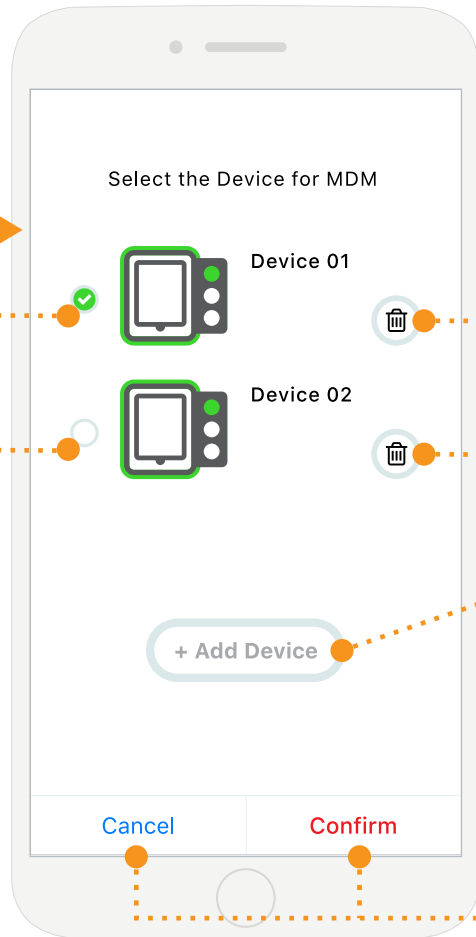 Select the Device for MDM
Device 01
Device 02
+ Add Device
Cancel
Confirm